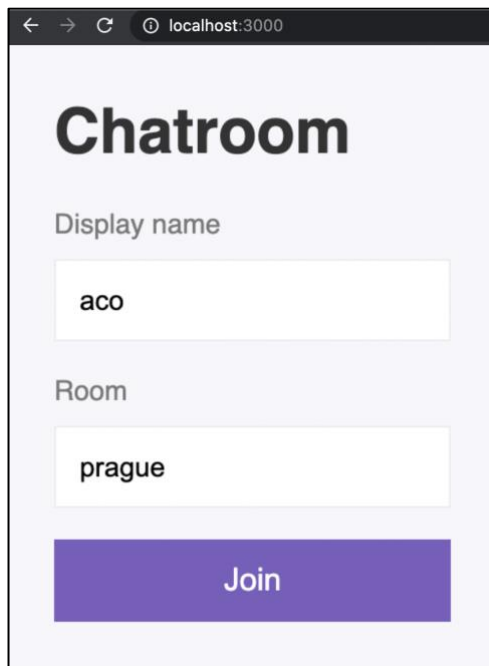 localhost:3000
Chatroom
Display name
aco
Room
prague
Join